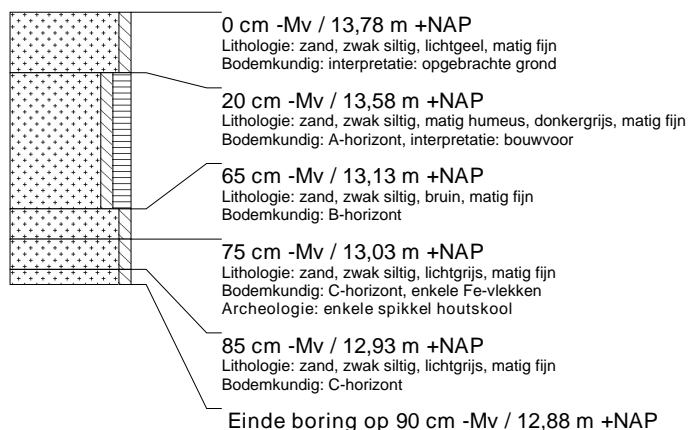 0 cm -Mv / 13,78 m +NAP
Lithologie: zand, zwak siltig, lichtgeel, matig fijn
Bodemkundig: interpretatie: opgebrachte grond
20 cm -Mv / 13,58 m +NAP
Lithologie: zand, zwak siltig, matig humeus, donkergrijs, matig fijn
Bodemkundig: A-horizont, interpretatie: bouwvoor
65 cm -Mv / 13,13 m +NAP
Lithologie: zand, zwak siltig, bruin, matig fijn
Bodemkundig: B-horizont
75 cm -Mv / 13,03 m +NAP
Lithologie: zand, zwak siltig, lichtgrijs, matig fijn
Bodemkundig: C-horizont, enkele Fe-vlekken
Archeologie: enkele spikkel houtskool
85 cm -Mv / 12,93 m +NAP
Lithologie: zand, zwak siltig, lichtgrijs, matig fijn
Bodemkundig: C-horizont
Einde boring op 90 cm -Mv / 12,88 m +NAP